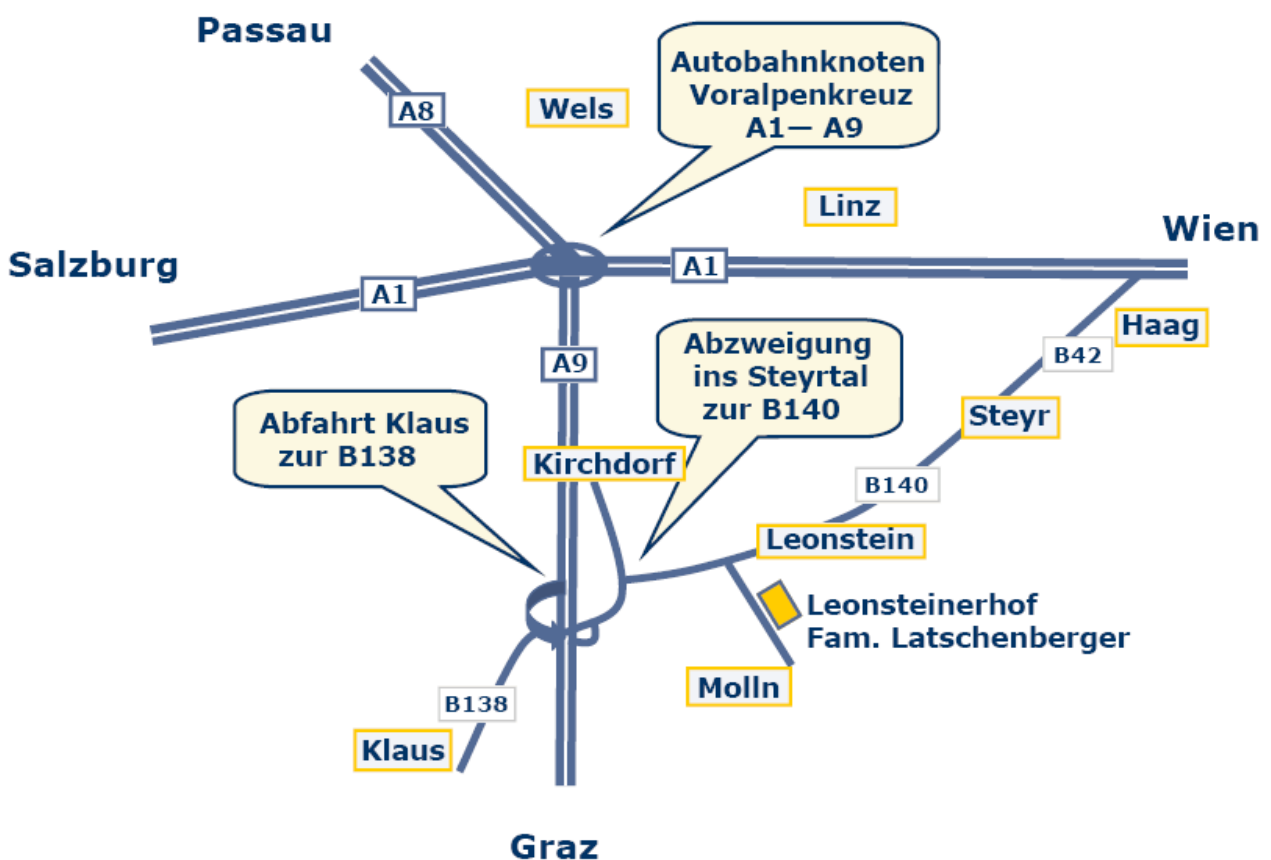 Passau
Autobahnknoten
Voralpenkreuz
A1— A9
A8
Wels
Linz
Wien
Salzburg
A1
A1
Haag
Abzweigung
ins Steyrtal
zur B140
B42
A9
Abfahrt Klaus
zur B138
Steyr
Kirchdorf
B140
Leonstein
Leonsteinerhof
Fam. Latschenberger
Molln
B138
Klaus
Graz